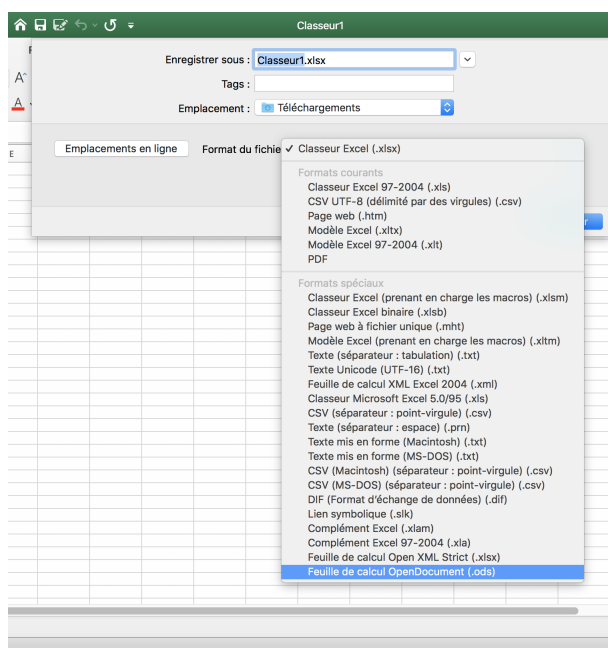 Classeur1
A^
A
Enregistrer sous : Classeur1.xlsx
Tags :
Emplacement : Téléchargements
E
Emplacements en ligne
Format du fichie ✓ Classeur Excel (.xlsx)
Formats courants
Classeur Excel 97-2004 (.xls)
CSV UTF-8 (délimité par des virgules) (.csv)
Page web (.htm)
Modèle Excel (.xltx)
Modèle Excel 97-2004 (.xlt)
PDF
r
Formats spéciaux
Classeur Excel (prenant en charge les macros) (.xlsm)
Classeur Excel binaire (.xlsb)
Page web à fichier unique (.mht)
Modèle Excel (prenant en charge les macros) (.xltm)
Texte (séparateur : tabulation) (.txt)
Texte Unicode (UTF-16) (.txt)
Feuille de calcul XML Excel 2004 (.xml)
Classeur Microsoft Excel 5.0/95 (.xls)
CSV (séparateur : point-virgule) (.csv)
Texte (séparateur : espace) (.prn)
Texte mis en forme (Macintosh) (.txt)
Texte mis en forme (MS-DOS) (.txt)
CSV (Macintosh) (séparateur : point-virgule) (.csv)
CSV (MS-DOS) (séparateur : point-virgule) (.csv)
DIF (Format d'échange de données) (.dif)
Lien symbolique (.slk)
Complément Excel (.xlam)
Complément Excel 97-2004 (.xla)
Feuille de calcul Open XML Strict (.xlsx)
Feuille de calcul OpenDocument (.ods)